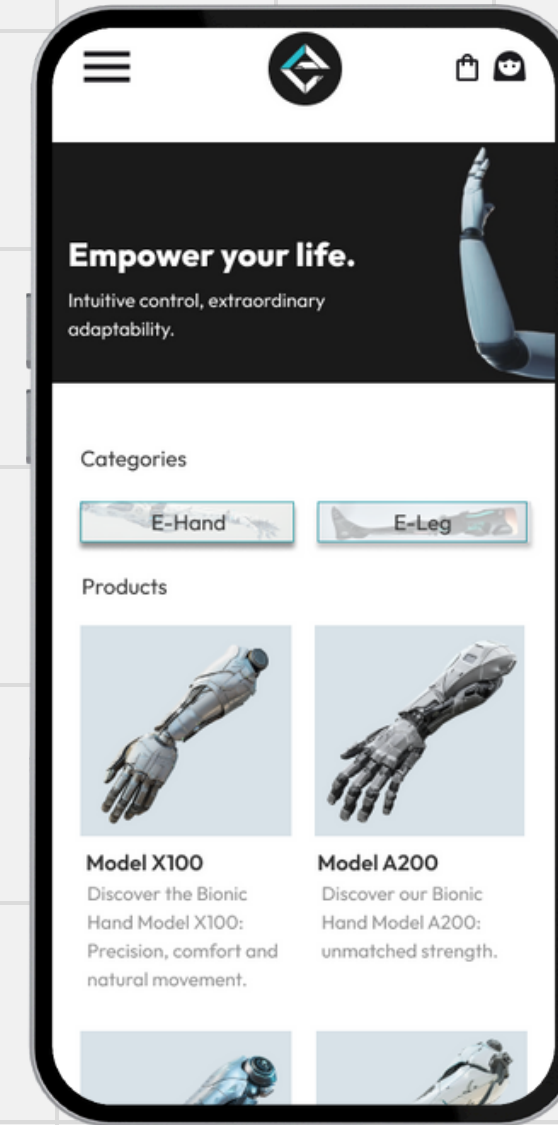 Empower your life.
Intuitive control, extraordinary
adaptability.
Categories
E-Hand
E-Leg
Products
Model X100
Discover the Bionic
Hand Model X100:
Precision, comfort and
natural movement.
Model A200
Discover our Bionic
Hand Model A200:
unmatched strength.